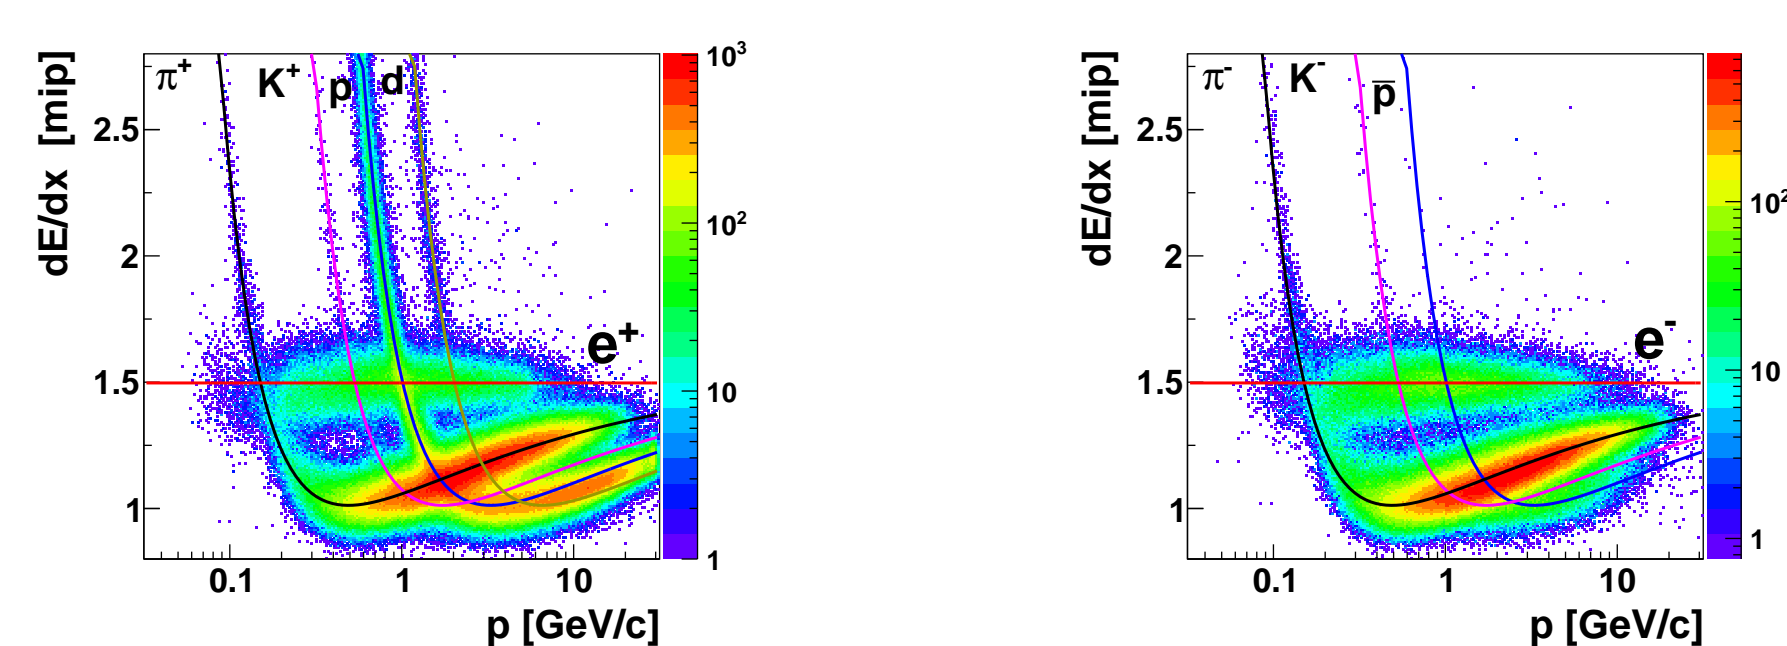 dE/dx [mip]
2.5
2
1.5
1
π⁺
K⁺
p
d
e⁺
10³
10²
10
1
0.1
1
10
p [GeV/c]
dE/dx [mip]
2.5
2
1.5
1
π⁻
K⁻
p̅
e⁻
10²
10
1
0.1
1
10
p [GeV/c]